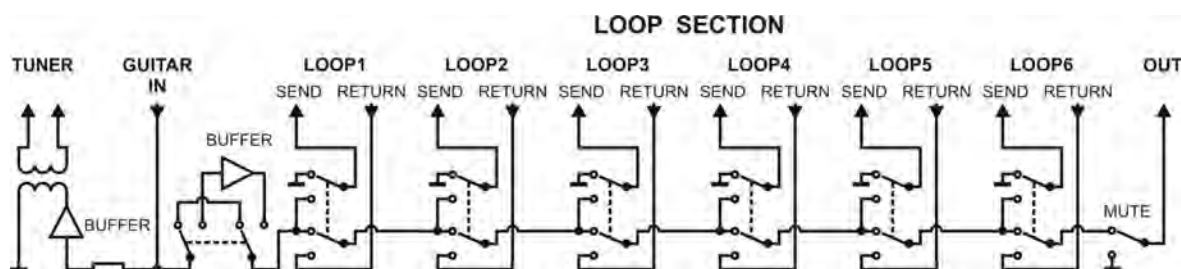 LOOP SECTION
TUNER GUITAR IN LOOP1 LOOP2 LOOP3 LOOP4 LOOP5 LOOP6 OUT
SEND RETURN SEND RETURN SEND RETURN SEND RETURN SEND RETURN SEND RETURN
BUFFER
BUFFER
MUTE